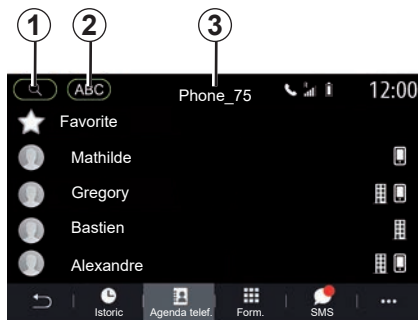 1 2 3
ABC Phone_75 12:00
Favorite
Mathilde
Gregory
Bastien
Alexandre
Istoric Agenda telef. Form. SMS ...